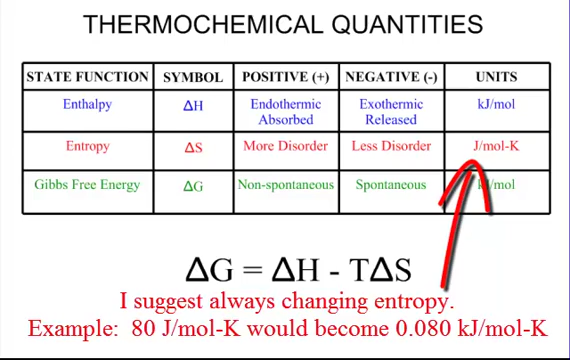 THERMOCHEMICAL QUANTITIES
STATE FUNCTION SYMBOL POSITIVE (+) NEGATIVE (-) UNITS
Enthalpy ΔH Endothermic Absorbed Exothermic Released kJ/mol
Entropy ΔS More Disorder Less Disorder J/mol-K
Gibbs Free Energy ΔG Non-spontaneous Spontaneous kJ/mol
ΔG = ΔH - TΔS
I suggest always changing entropy.
Example: 80 J/mol-K would become 0.080 kJ/mol-K